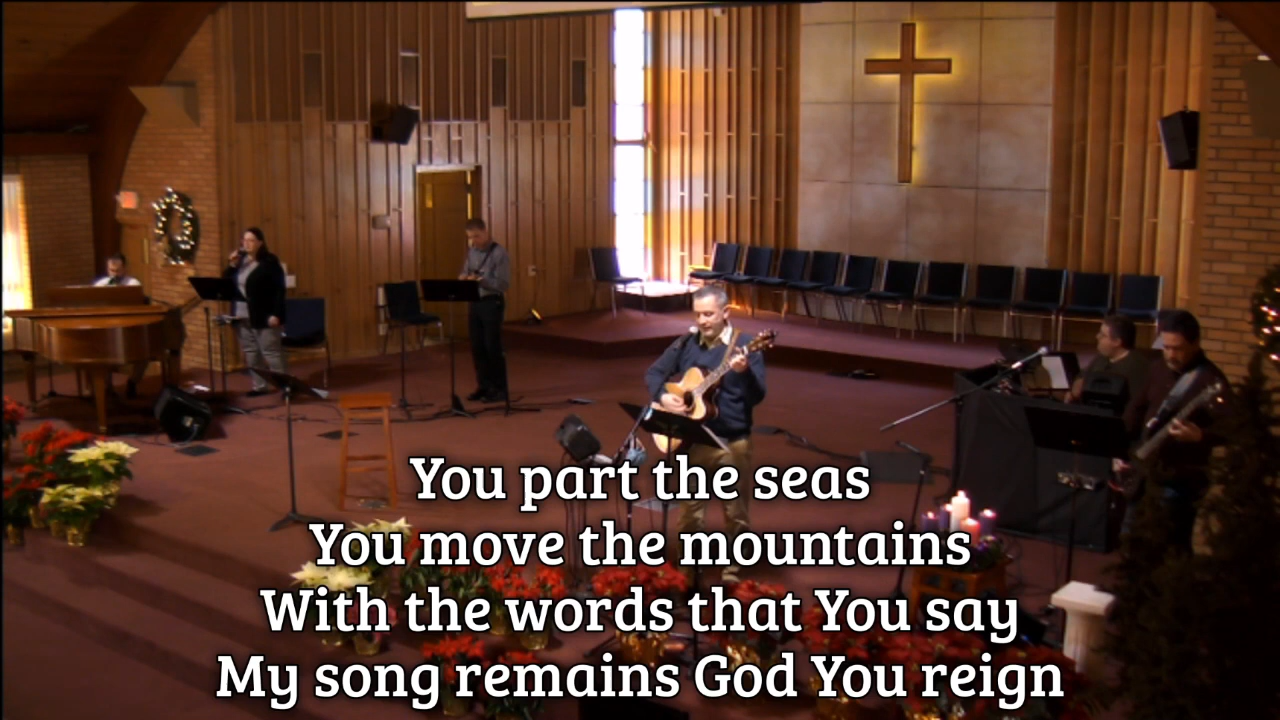 You part the seas
You move the mountains
With the words that You say
My song remains God You reign